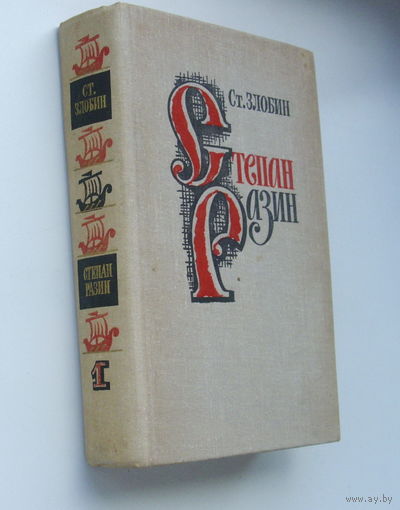 СТ.
ЗЛОБИН
СТЕПАН
РАЗИН
1
Ст. ЗЛОБИН
Степан
Разин
www.ay.by